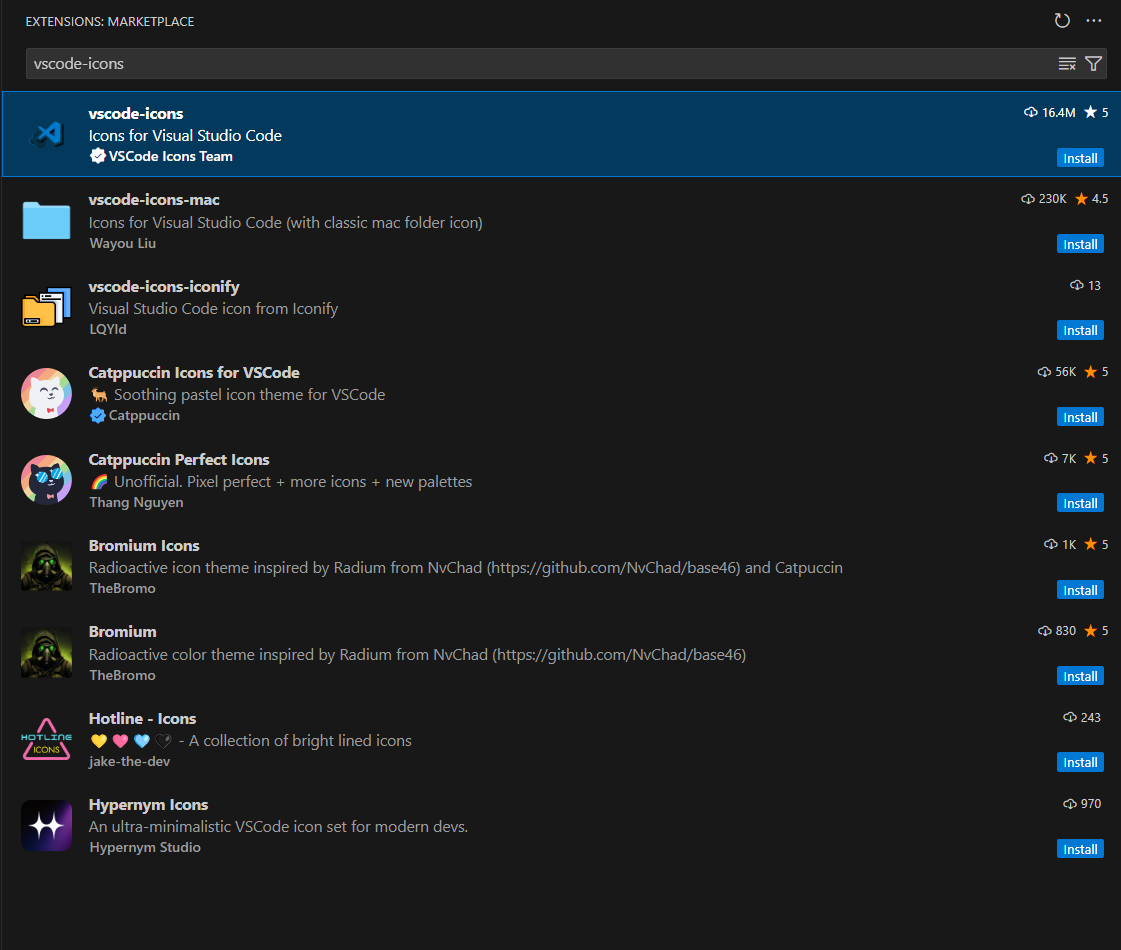 EXTENSIONS: MARKETPLACE
vscode-icons
vscode-icons 16.4M 5
Icons for Visual Studio Code
VSCode Icons Team Install
vscode-icons-mac 230K 4.5
Icons for Visual Studio Code (with classic mac folder icon)
Wayou Liu Install
vscode-icons-iconify 13
Visual Studio Code icon from Iconify
LQYld Install
Catppuccin Icons for VSCode 56K 5
🐈 Soothing pastel icon theme for VSCode
Catppuccin Install
Catppuccin Perfect Icons 7K 5
🌈 Unofficial. Pixel perfect + more icons + new palettes
Thang Nguyen Install
Bromium Icons 1K 5
Radioactive icon theme inspired by Radium from NvChad (https://github.com/NvChad/base46) and Catpuccin
TheBromo Install
Bromium 830 5
Radioactive color theme inspired by Radium from NvChad (https://github.com/NvChad/base46)
TheBromo Install
HOTLINE
ICONS
Hotline - Icons 243
💛 🩷 🩵 🖤 - A collection of bright lined icons
jake-the-dev Install
Hypernym Icons 970
An ultra-minimalistic VSCode icon set for modern devs.
Hypernym Studio Install